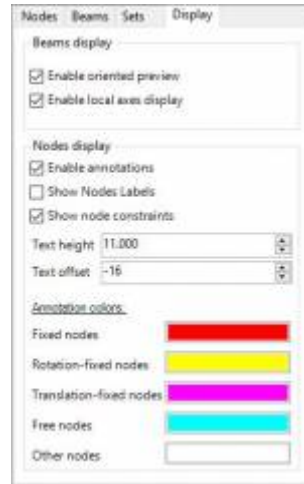 Nodes Beams Sets Display
Beams display
Enable oriented preview
Enable local axes display
Nodes display
Enable annotations
Show Nodes Labels
Show node constraints
Text height 11.000
Text offset -16
Annotation colors:
Fixed nodes
Rotation-fixed nodes
Translation-fixed nodes
Free nodes
Other nodes